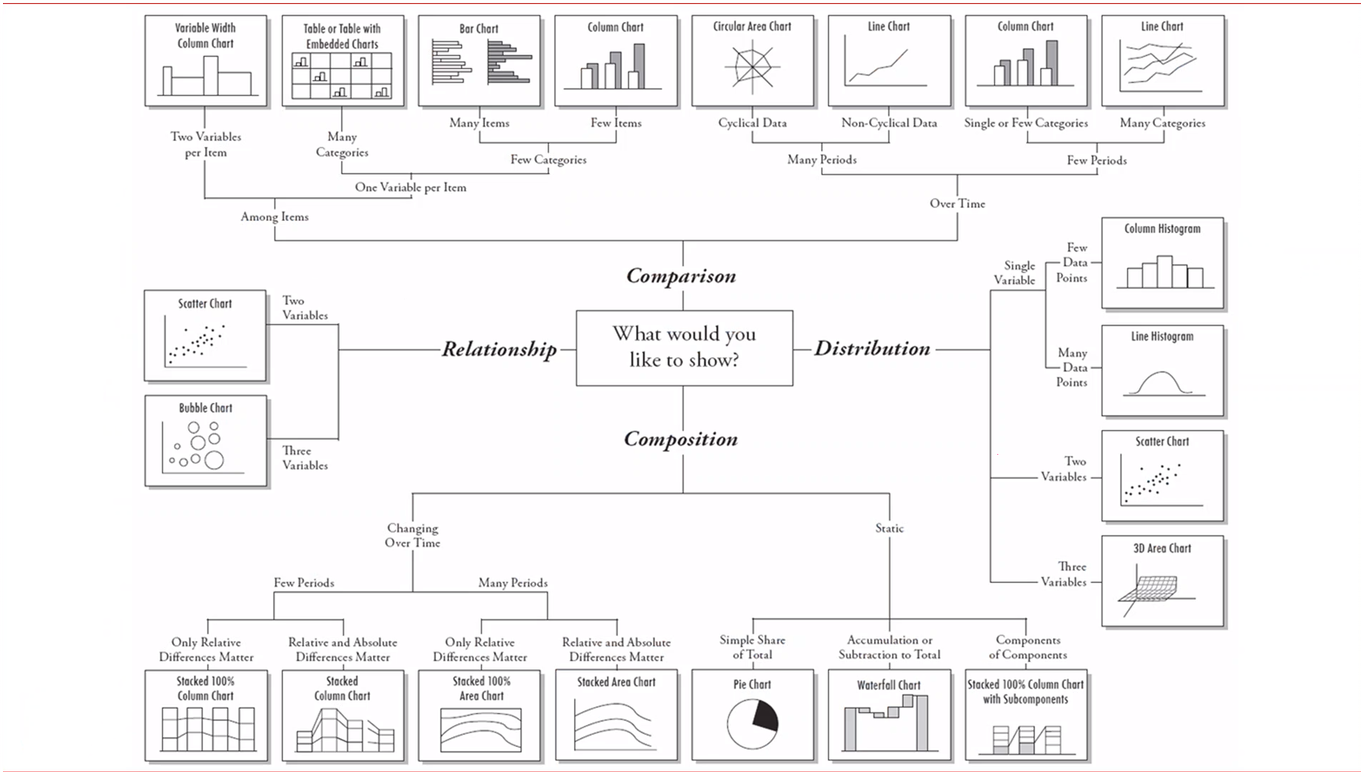 Variable Width
Column Chart
Table or Table with
Embedded Charts
Bar Chart
Column Chart
Circular Area Chart
Line Chart
Column Chart
Line Chart
Two Variables
per Item
Many
Categories
Many Items
Few Items
Cyclical Data
Non-Cyclical Data
Single or Few Categories
Many Categories
Few Categories
Many Periods
Few Periods
One Variable per Item
Over Time
Among Items
Comparison
What would you
like to show?
Relationship
Two
Variables
Scatter Chart
Three
Variables
Bubble Chart
Distribution
Single
Variable
Few
Data
Points
Column Histogram
Many
Data
Points
Line Histogram
Two
Variables
Scatter Chart
Three
Variables
3D Area Chart
Composition
Changing
Over Time
Static
Few Periods
Many Periods
Only Relative
Differences Matter
Relative and Absolute
Differences Matter
Only Relative
Differences Matter
Relative and Absolute
Differences Matter
Simple Share
of Total
Accumulation or
Subtraction to Total
Components
of Components
Stacked 100%
Column Chart
Stacked
Column Chart
Stacked 100%
Area Chart
Stacked Area Chart
Pie Chart
Waterfall Chart
Stacked 100% Column Chart
with Subcomponents